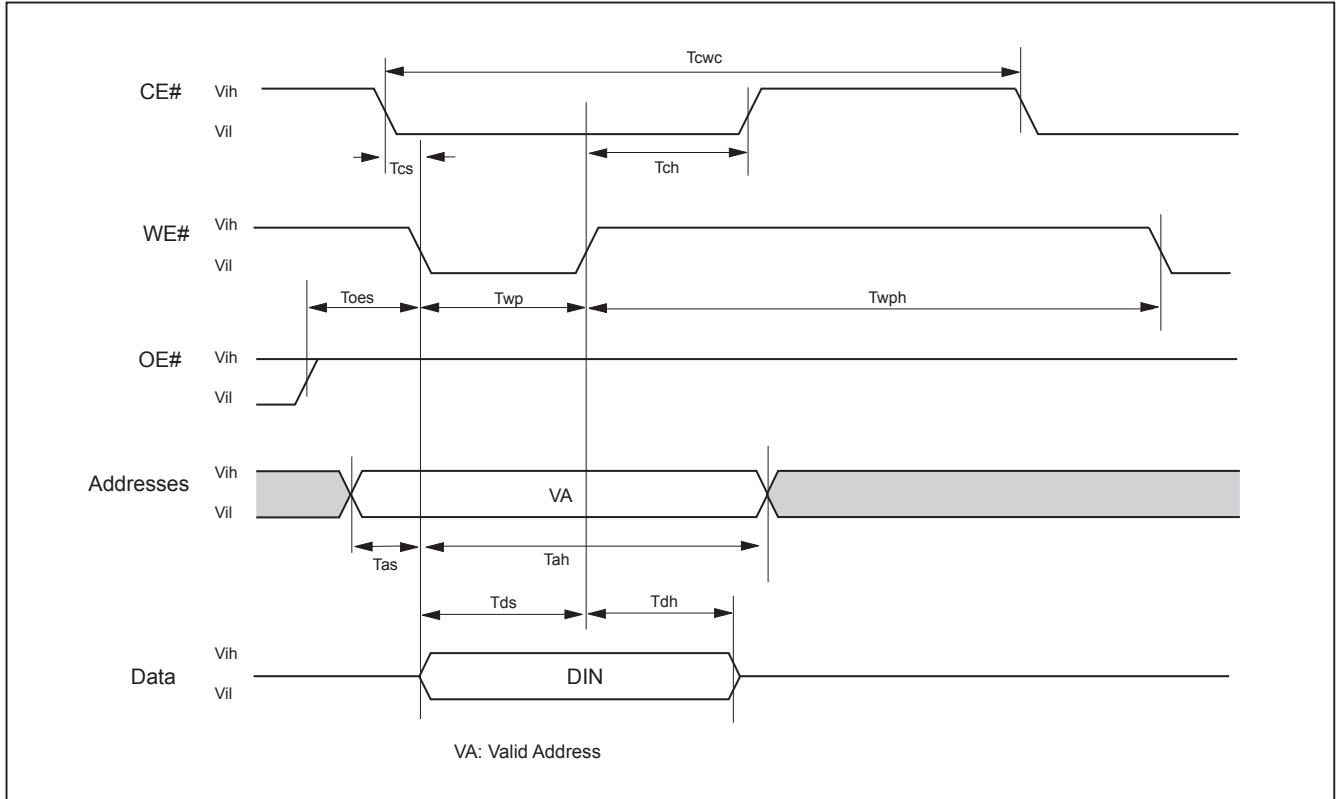 Tcwc
CE#
Vih
Vil
Tcs
Tch
WE#
Vih
Vil
Toes
Twp
Twph
OE#
Vih
Vil
Addresses
Vih
Vil
VA
Tas
Tah
Tds
Tdh
Data
Vih
Vil
DIN
VA: Valid Address